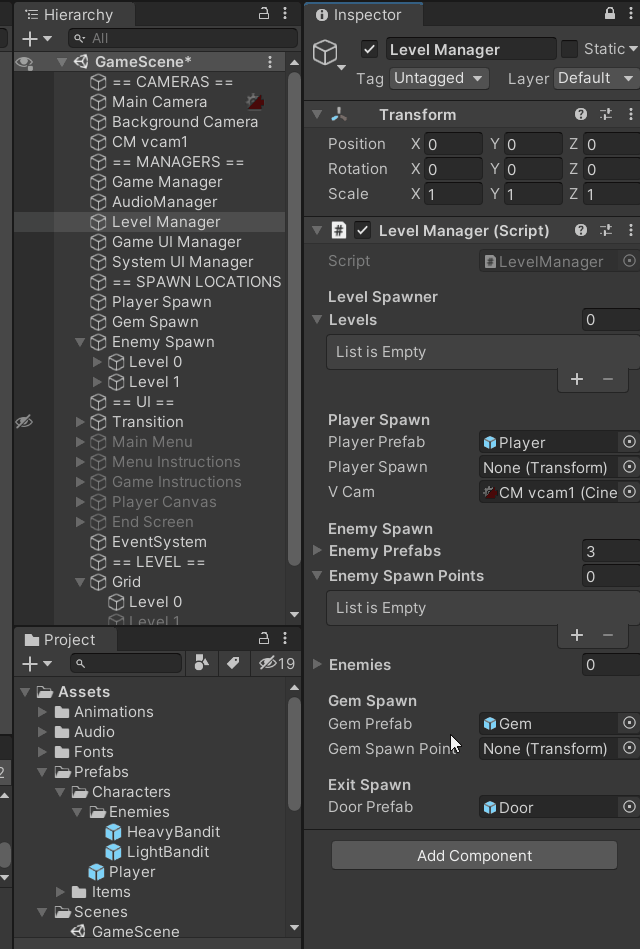 Hierarchy
All
GameScene*
== CAMERAS ==
Main Camera
Background Camera
CM vcam1
== MANAGERS ==
Game Manager
AudioManager
Level Manager
Game UI Manager
System UI Manager
== SPAWN LOCATIONS
Player Spawn
Gem Spawn
Enemy Spawn
Level 0
Level 1
== UI ==
Transition
Main Menu
Menu Instructions
Game Instructions
Player Canvas
End Screen
EventSystem
== LEVEL ==
Grid
Level 0
Level 1
Project
19
Assets
Animations
Audio
Fonts
Prefabs
Characters
Enemies
HeavyBandit
LightBandit
Player
Items
Scenes
GameScene
2
Inspector
Level Manager Static
Tag Untagged Layer Default
Transform
Position X 0 Y 0 Z 0
Rotation X 0 Y 0 Z 0
Scale X 1 Y 1 Z 1
# Level Manager (Script)
Script # LevelManager
Level Spawner
Levels 0
List is Empty
+ −
Player Spawn
Player Prefab Player
Player Spawn None (Transform)
V Cam CM vcam1 (Cine
Enemy Spawn
Enemy Prefabs 3
Enemy Spawn Points 0
List is Empty
+ −
Enemies 0
Gem Spawn
Gem Prefab Gem
Gem Spawn Point None (Transform)
Exit Spawn
Door Prefab Door
Add Component